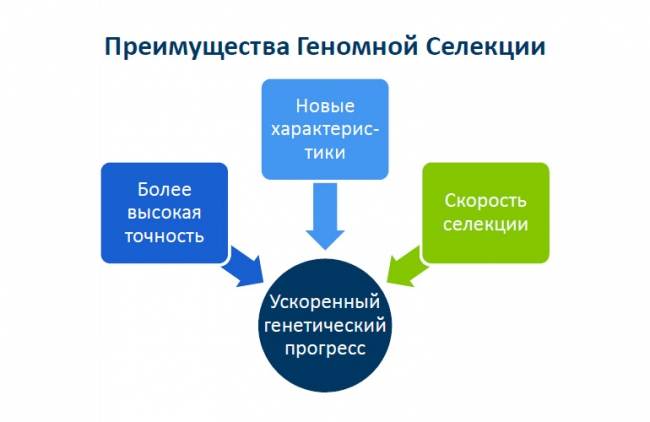 Преимущества Геномной Селекции
Новые
характерис-
тики
Более
высокая
точность
Скорость
селекции
Ускоренный
генетический
прогресс